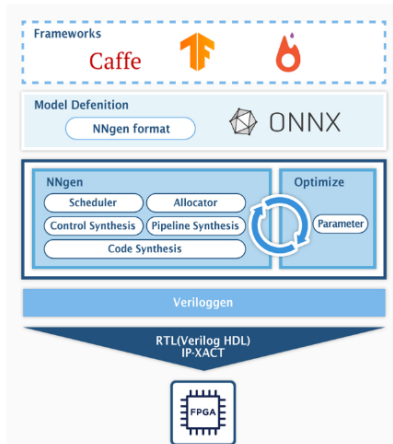 Frameworks
Caffe
Model Defenition
NNgen format
ONNX
NNgen
Optimize
Scheduler
Allocator
Control Synthesis
Pipeline Synthesis
Parameter
Code Synthesis
Veriloggen
RTL(Verilog HDL)
IP-XACT
FPGA